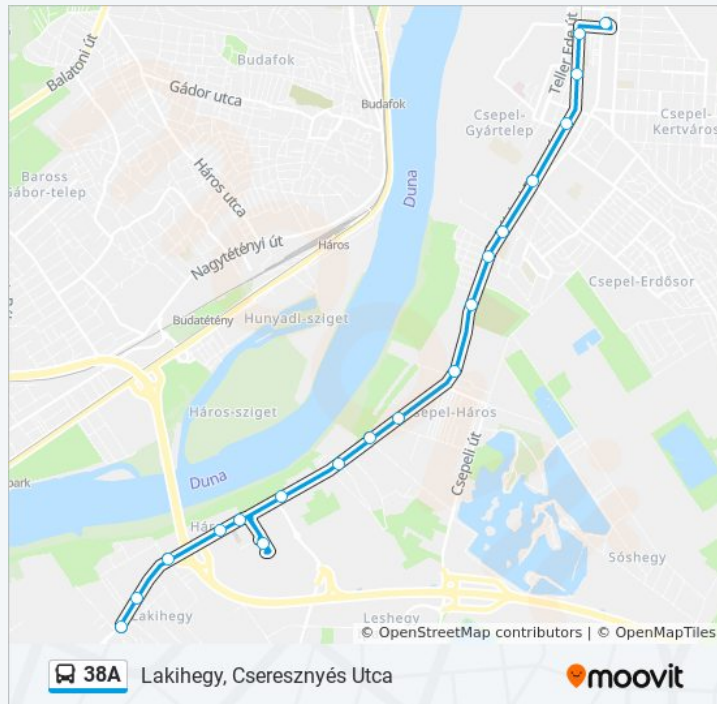 Balatoni út
Budafok
Gádor utca
Budafok
Teller Ede út
Csepel-
Gyártelep
Csepel-
Kertváros
Baross
Gábor-telep
Háros utca
Duna
Nagytétényi út
Háros
Csepel-Erdősor
Budatétény
Hunyadi-sziget
Háros-sziget
Csepel-Háros
Csepeli út
Duna
park
Sóshegy
Lakihegy
Leshegy
© OpenStreetMap contributors | © OpenMapTiles
38A
Lakihegy, Cseresznyés Utca
moovit